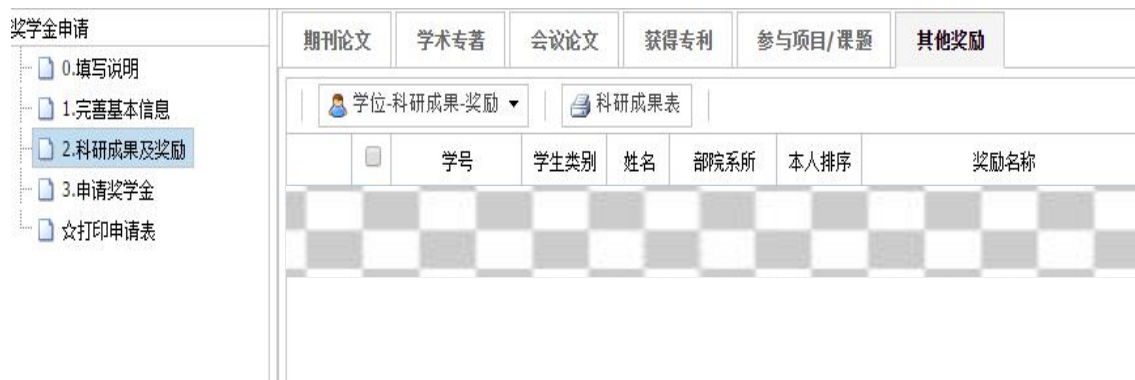 奖学金申请
0.填写说明
1.完善基本信息
2.科研成果及奖励
3.申请奖学金
☆打印申请表
期刊论文 学术专著 会议论文 获得专利 参与项目/课题 其他奖励
学位-科研成果-奖励 科研成果表
学号 学生类别 姓名 部院系所 本人排序 奖励名称